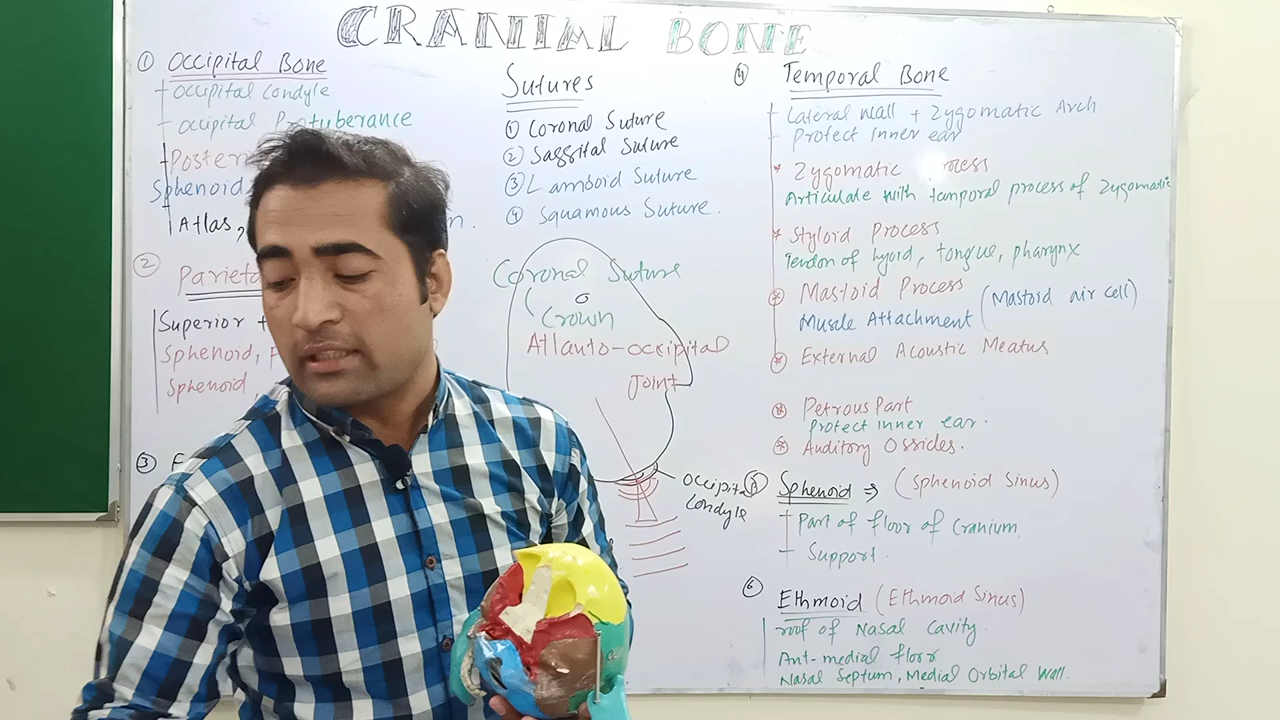 CRANIAL BONE
① Occipital Bone
Occipital Condyle
Occipital Protuberance
Sphenoid
Atlas,
②
Superior +
Sphenoid,
Sphenoid
③
Sutures
① Coronal Suture
② Saggital Suture
③ Lamboid Suture
④ Squamous Suture.
Coronal Suture
Crown
Atlanto-occipital
Joint
Occipital
Condyle
④ Temporal Bone
Lateral Wall + Zygomatic Arch
Protect inner ear
* Zygomatic
Articulate with temporal process of Zygomatic
* Styloid Process
Tendon of hyoid, tongue, pharynx
Mastoid Process (Mastoid air cell)
Muscle Attachment
External Acoustic Meatus
Petrous Part
Protect inner ear.
Auditory Ossicles.
⑤ Sphenoid ⇒ (Sphenoid Sinus)
Part of floor of Cranium.
Support.
⑥ Ethmoid (Ethmoid Sinus)
roof of Nasal Cavity.
Ant-medial floor
Nasal Septum, Medial Orbital Wall.